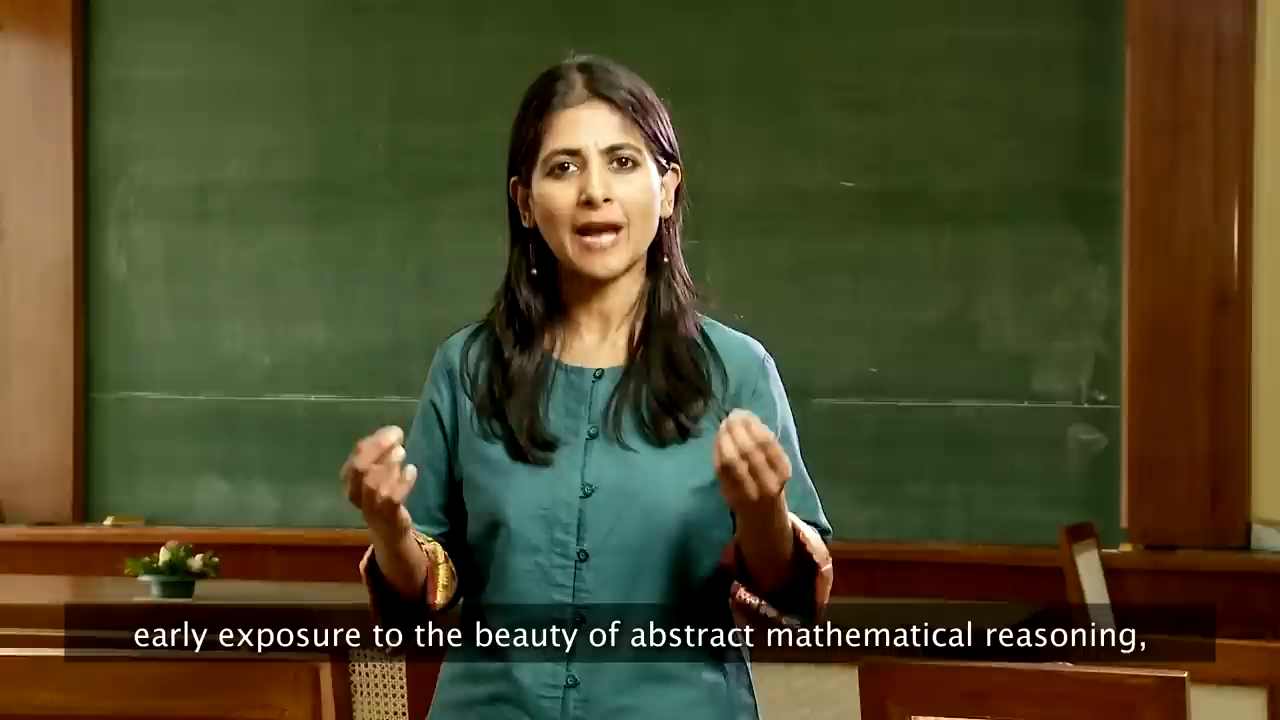 early exposure to the beauty of abstract mathematical reasoning,